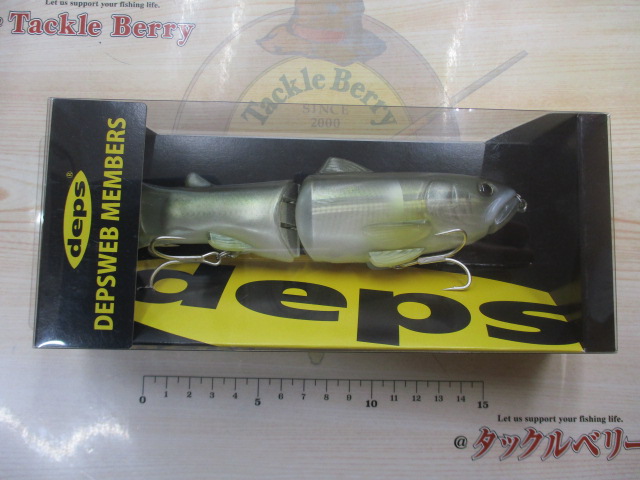 Let us support your fishing life.
@ Tackle Berry
Tackle Berry
SINCE
2000
deps®
DEPSWEB MEMBERS
deps
0 1 2 3 4 5 6 7 8 9 10 11 12 13 14 15
Let us support your fishing life.
@ タックルベリー